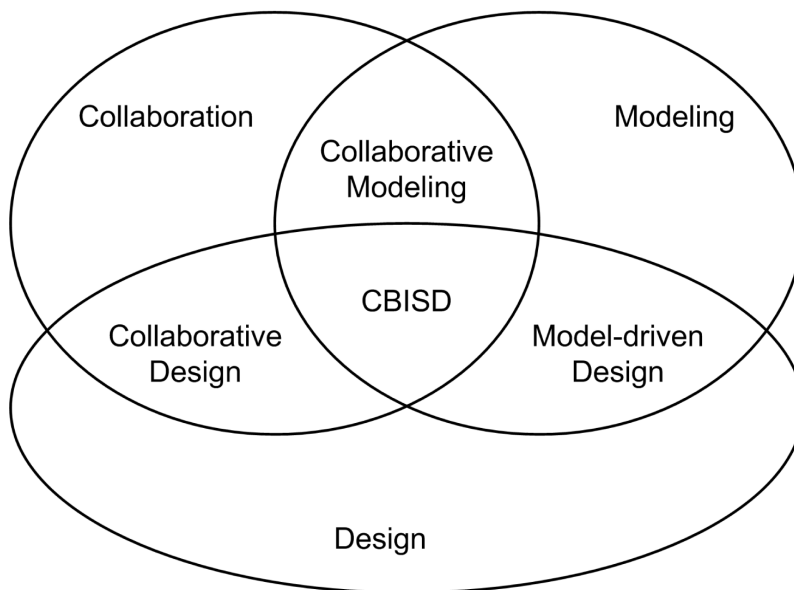 Collaboration
Modeling
Collaborative
Modeling
CBISD
Collaborative
Design
Model-driven
Design
Design